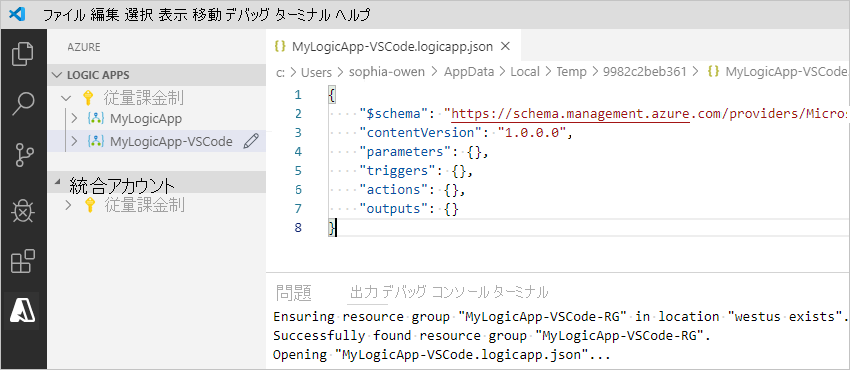 ファイル 編集 選択 表示 移動 デバッグ ターミナル ヘルプ
AZURE
LOGIC APPS
従量課金制
MyLogicApp
MyLogicApp-VSCode
統合アカウント
従量課金制
MyLogicApp-VSCode.logicapp.json ×
c: > Users > sophia-owen > AppData > Local > Temp > 9982c2beb361 > {} MyLogicApp-VSCode.
1 {
2 "$schema": "https://schema.management.azure.com/providers/Micros
3 "contentVersion": "1.0.0.0",
4 "parameters": {},
5 "triggers": {},
6 "actions": {},
7 "outputs": {}
8 }
問題 出力 デバッグ コンソール ターミナル
Ensuring resource group "MyLogicApp-VSCode-RG" in location "westus exists".
Successfully found resource group "MyLogicApp-VSCode-RG".
Opening "MyLogicApp-VSCode.logicapp.json"...